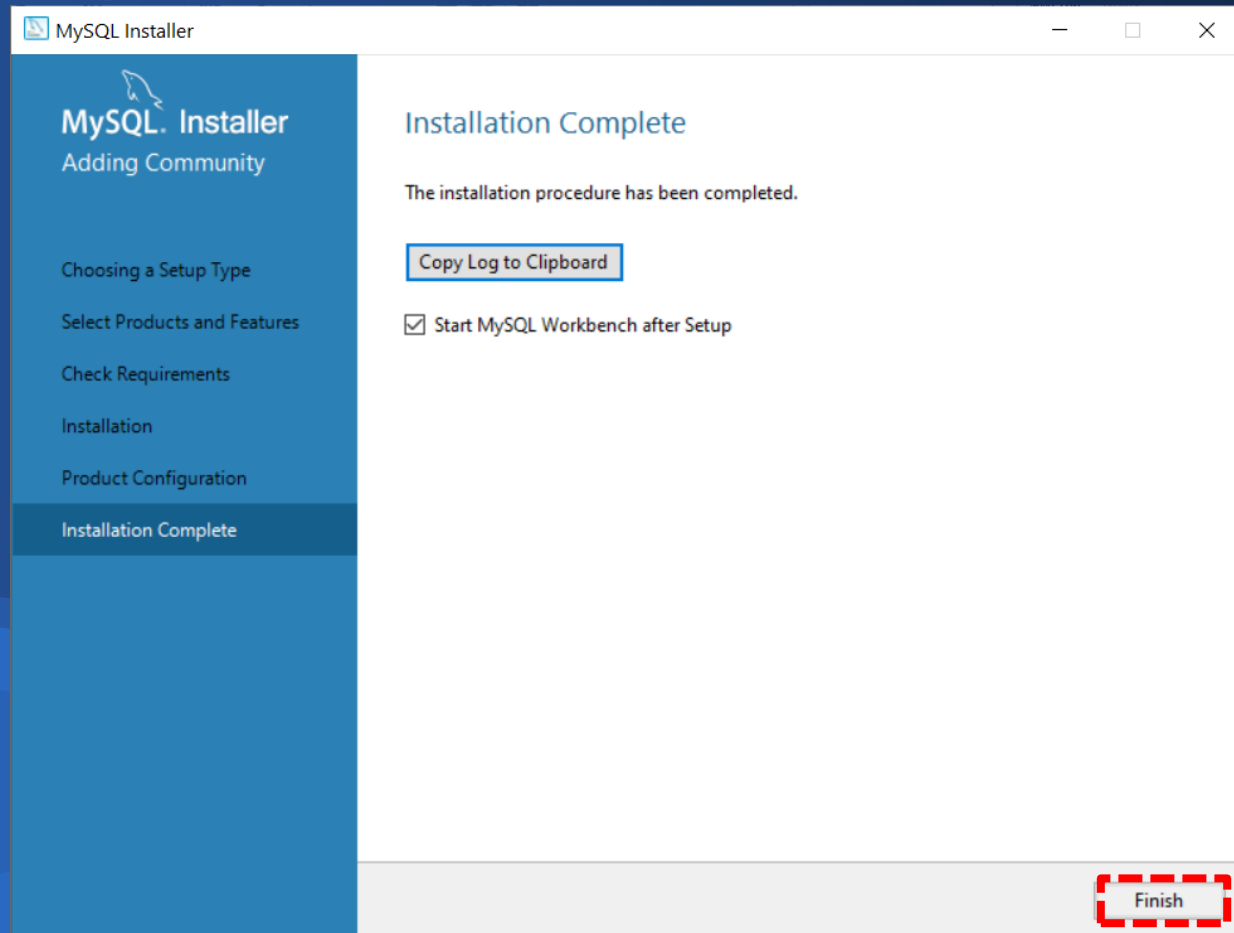 MySQL Installer
MySQL. Installer
Adding Community
Choosing a Setup Type
Select Products and Features
Check Requirements
Installation
Product Configuration
Installation Complete
Installation Complete
The installation procedure has been completed.
Copy Log to Clipboard
Start MySQL Workbench after Setup
Finish